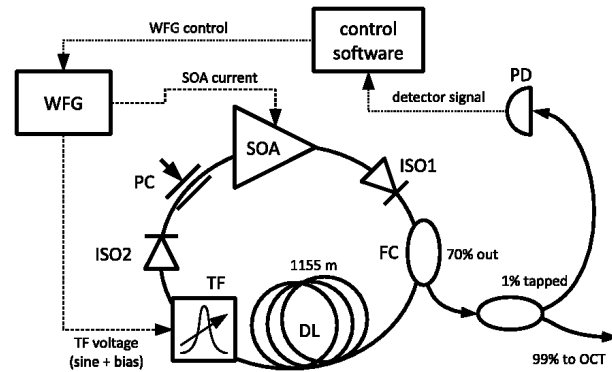 WFG control
control
software
PD
SOA current
detector signal
WFG
SOA
ISO1
PC
FC
70% out
ISO2
1155 m
1% tapped
TF
DL
TF voltage
(sine + bias)
99% to OCT